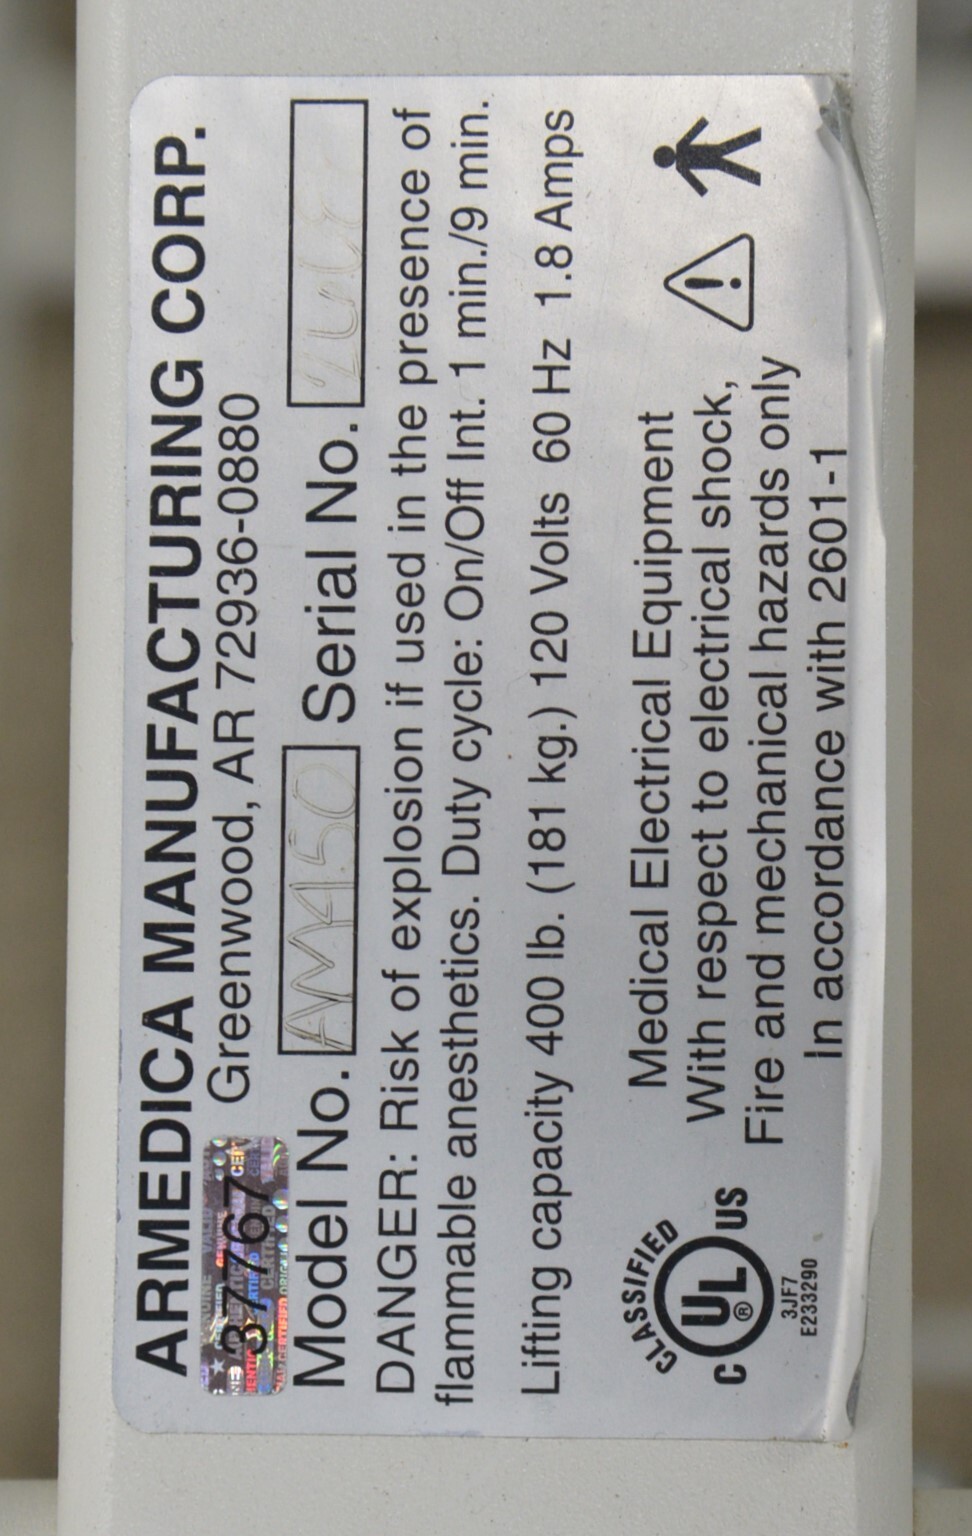 ARMEDICA MANUFACTURING CORP.
37767
Greenwood, AR 72936-0880
Model No. AM450 Serial No.
DANGER: Risk of explosion if used in the presence of
flammable anesthetics. Duty cycle: On/Off Int. 1 min./9 min.
Lifting capacity 400 lb. (181 kg.) 120 Volts 60 Hz 1.8 Amps
Medical Electrical Equipment
With respect to electrical shock,
Fire and mechanical hazards only
In accordance with 2601-1
CLASSIFIED
C UL ® US
3JF7
E233290